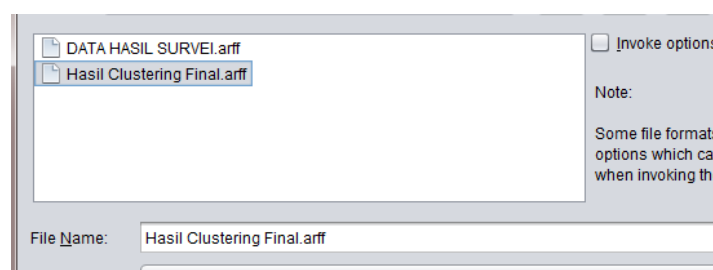 DATA HASIL SURVEI.arff
Hasil Clustering Final.arff
Invoke options
Note:
Some file formats
options which ca
when invoking th
File Name:
Hasil Clustering Final.arff